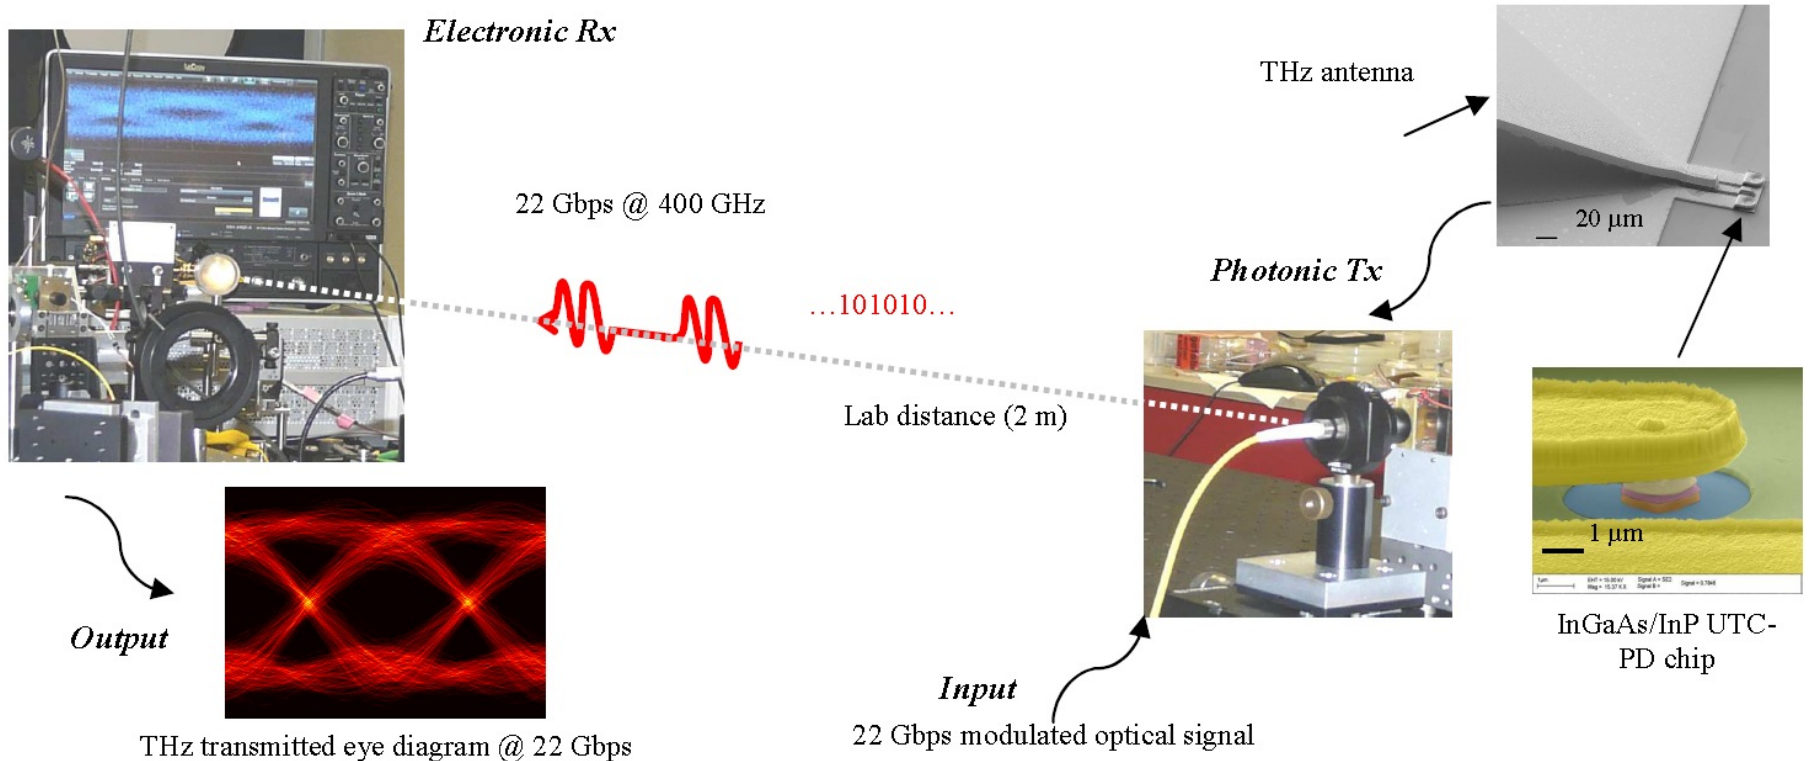 Electronic Rx
THz antenna
22 Gbps @ 400 GHz
20 μm
Photonic Tx
...101010...
Lab distance (2 m)
1 μm
InGaAs/InP UTC-
PD chip
Output
Input
22 Gbps modulated optical signal
THz transmitted eye diagram @ 22 Gbps